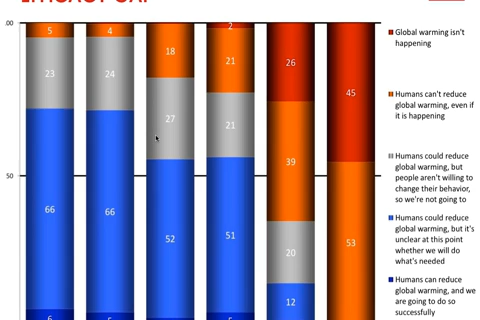 .00
5
4
2
18
21
26
45
23
24
27
21
39
20
66
66
52
51
12
53
6
50
Global warming isn't
happening
Humans can't reduce
global warming, even if
it is happening
Humans could reduce
global warming, but
people aren't willing to
change their behavior,
so we're not going to
Humans could reduce
global warming, but it's
unclear at this point
whether we will do
what's needed
Humans can reduce
global warming, and we
are going to do so
successfully